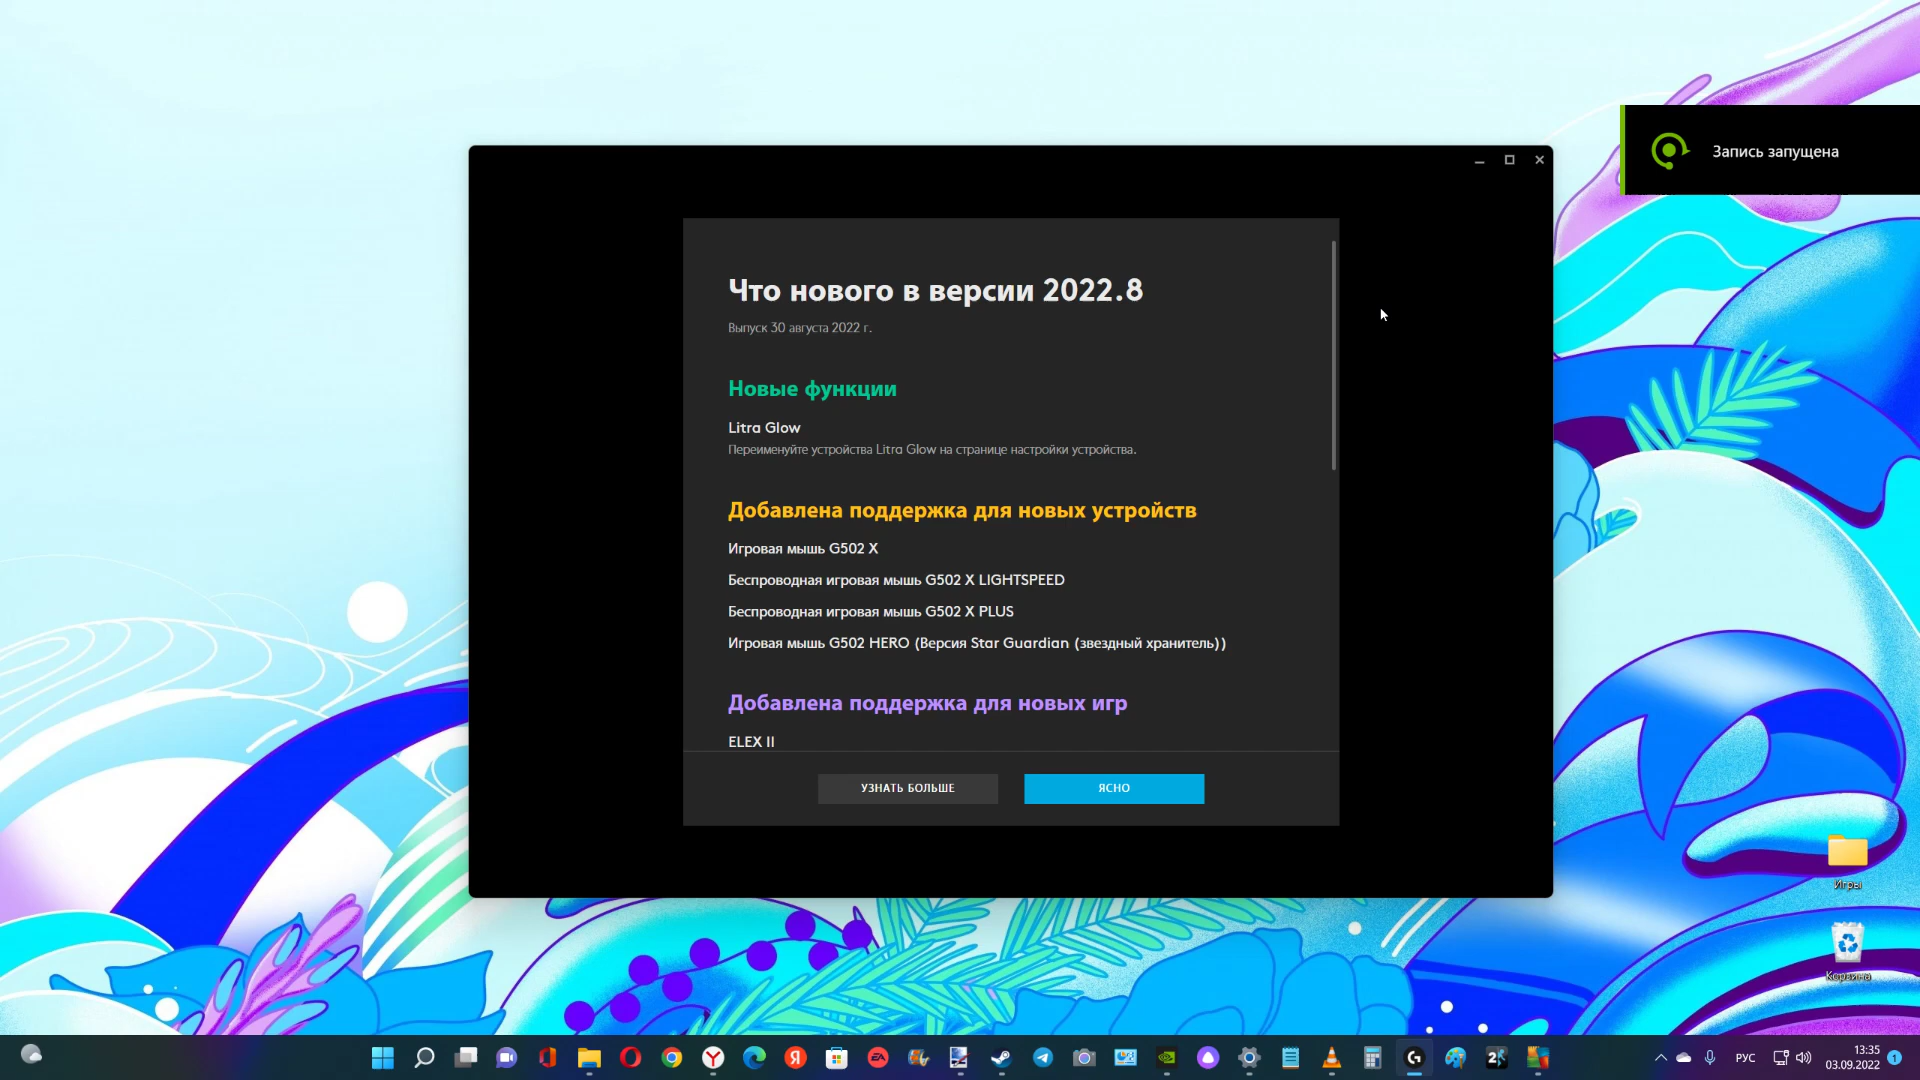 Запись запущена
Что нового в версии 2022.8
Выпуск 30 августа 2022 г.
Новые функции
Litra Glow
Переименуйте устройства Litra Glow на странице настройки устройства.
Добавлена поддержка для новых устройств
Игровая мышь G502 X
Беспроводная игровая мышь G502 X LIGHTSPEED
Беспроводная игровая мышь G502 X PLUS
Игровая мышь G502 HERO (Версия Star Guardian (звездный хранитель))
Добавлена поддержка для новых игр
ELEX II
УЗНАТЬ БОЛЬШЕ
ЯСНО
Игры
Корзина
РУС
13:35
03.09.2022
1